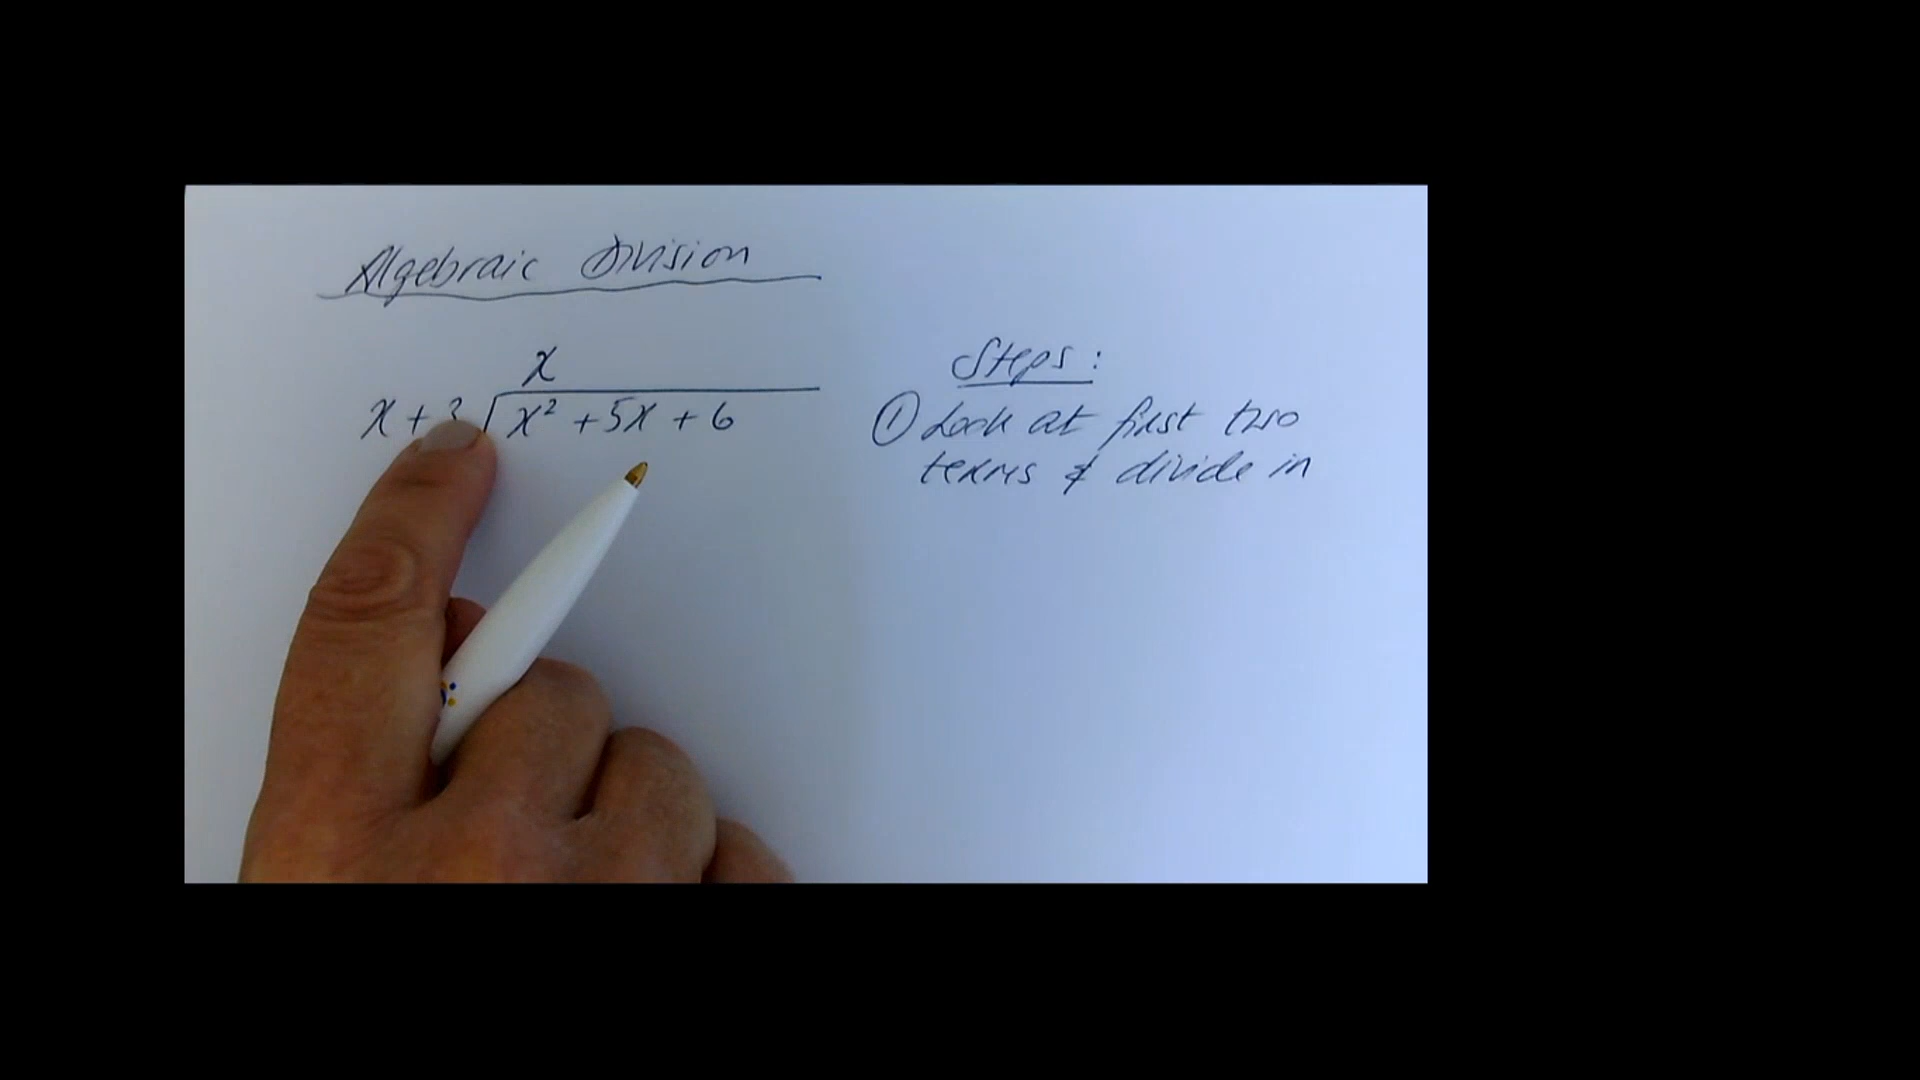 Algebraic Division
x
x + 3 x² + 5x + 6
Steps:
① Look at first two
terms & divide in